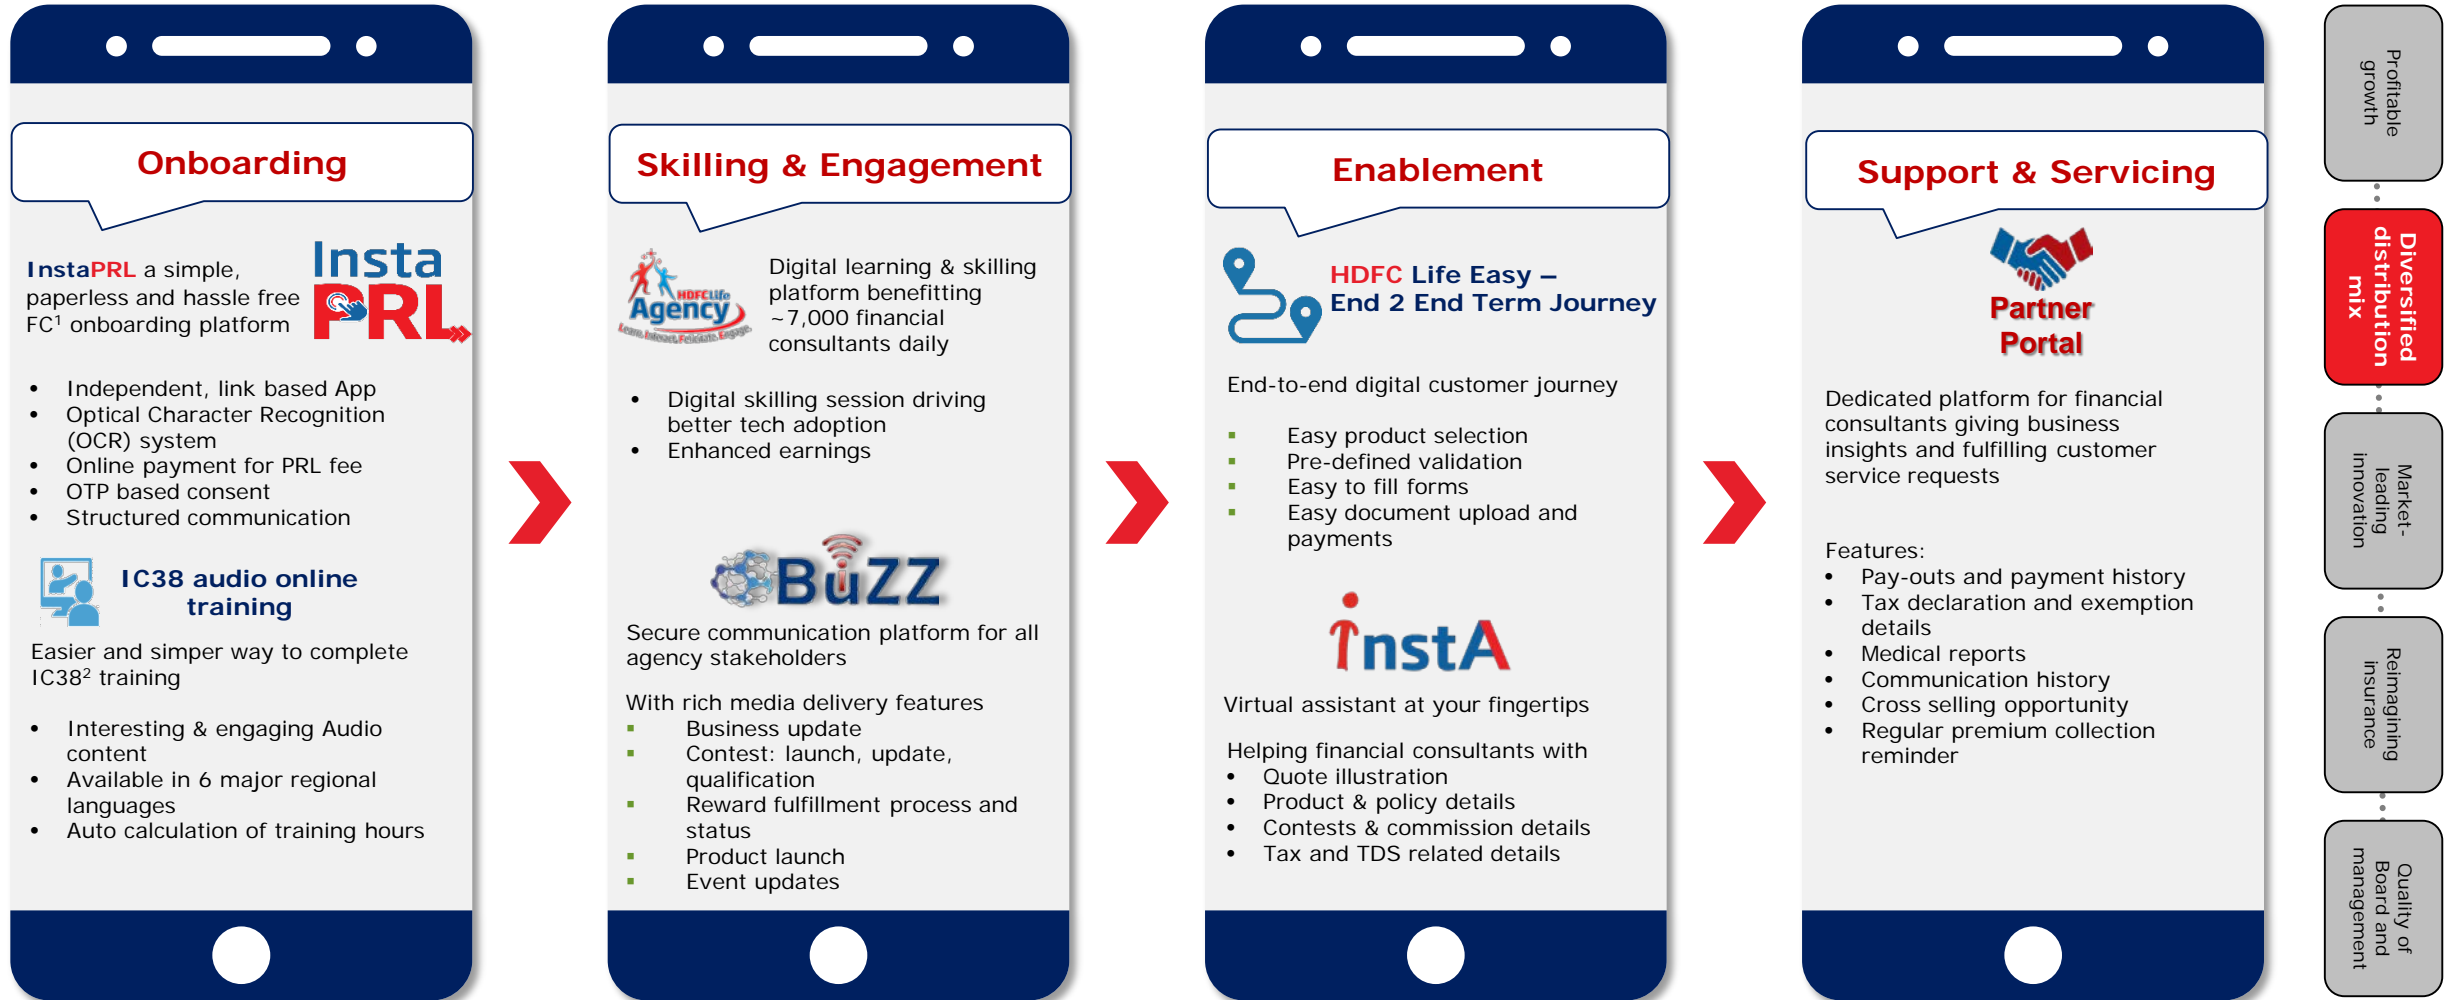 Onboarding
InstaPRL a simple,
paperless and hassle free
FC¹ onboarding platform
Insta
PRL
• Independent, link based App
• Optical Character Recognition
(OCR) system
• Online payment for PRL fee
• OTP based consent
• Structured communication
IC38 audio online
training
Easier and simper way to complete
IC38² training
• Interesting & engaging Audio
content
• Available in 6 major regional
languages
• Auto calculation of training hours
Skilling & Engagement
HDFCLife
Agency
Learn. Interact. Felicitate. Engage.
Digital learning & skilling
platform benefitting
~7,000 financial
consultants daily
• Digital skilling session driving
better tech adoption
• Enhanced earnings
BuZZ
Secure communication platform for all
agency stakeholders
With rich media delivery features
▪ Business update
▪ Contest: launch, update,
qualification
▪ Reward fulfillment process and
status
▪ Product launch
▪ Event updates
Enablement
HDFC Life Easy –
End 2 End Term Journey
End-to-end digital customer journey
▪ Easy product selection
▪ Pre-defined validation
▪ Easy to fill forms
▪ Easy document upload and
payments
InstA
Virtual assistant at your fingertips
Helping financial consultants with
• Quote illustration
• Product & policy details
• Contests & commission details
• Tax and TDS related details
Support & Servicing
Partner
Portal
Dedicated platform for financial
consultants giving business
insights and fulfilling customer
service requests
Features:
• Pay-outs and payment history
• Tax declaration and exemption
details
• Medical reports
• Communication history
• Cross selling opportunity
• Regular premium collection
reminder
Profitable
growth
Diversified
distribution
mix
Market-
leading
innovation
Reimagining
insurance
Quality of
Board and
management